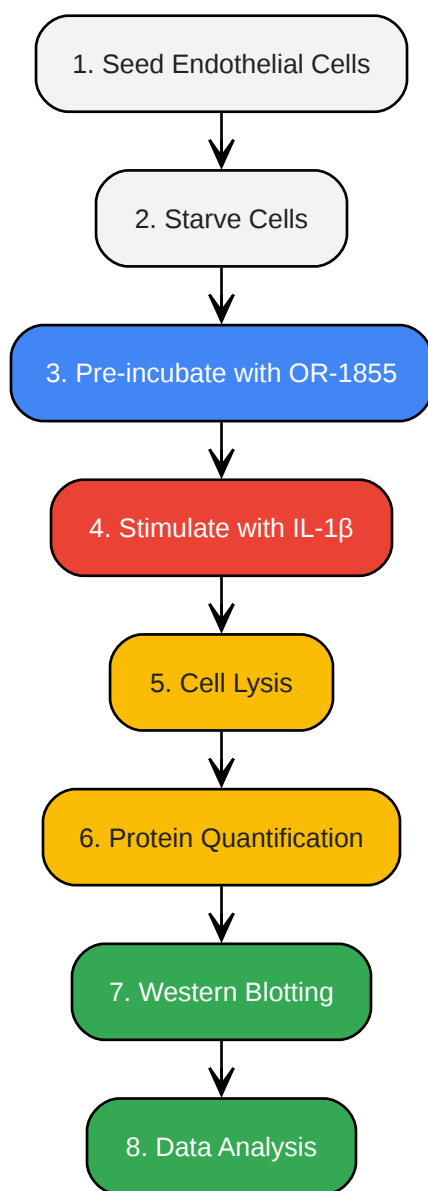 1. Seed Endothelial Cells
2. Starve Cells
3. Pre-incubate with OR-1855
4. Stimulate with IL-1β
5. Cell Lysis
6. Protein Quantification
7. Western Blotting
8. Data Analysis